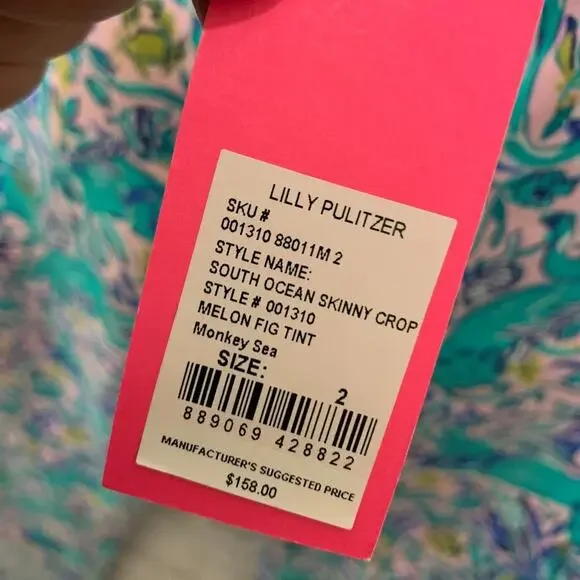 LILLY PULITZER
SKU #
001310 88011M 2
STYLE NAME:
SOUTH OCEAN SKINNY CROP
STYLE # 001310
MELON FIG TINT
Monkey Sea
SIZE: 2
889069 428822
MANUFACTURER'S SUGGESTED PRICE
$158.00